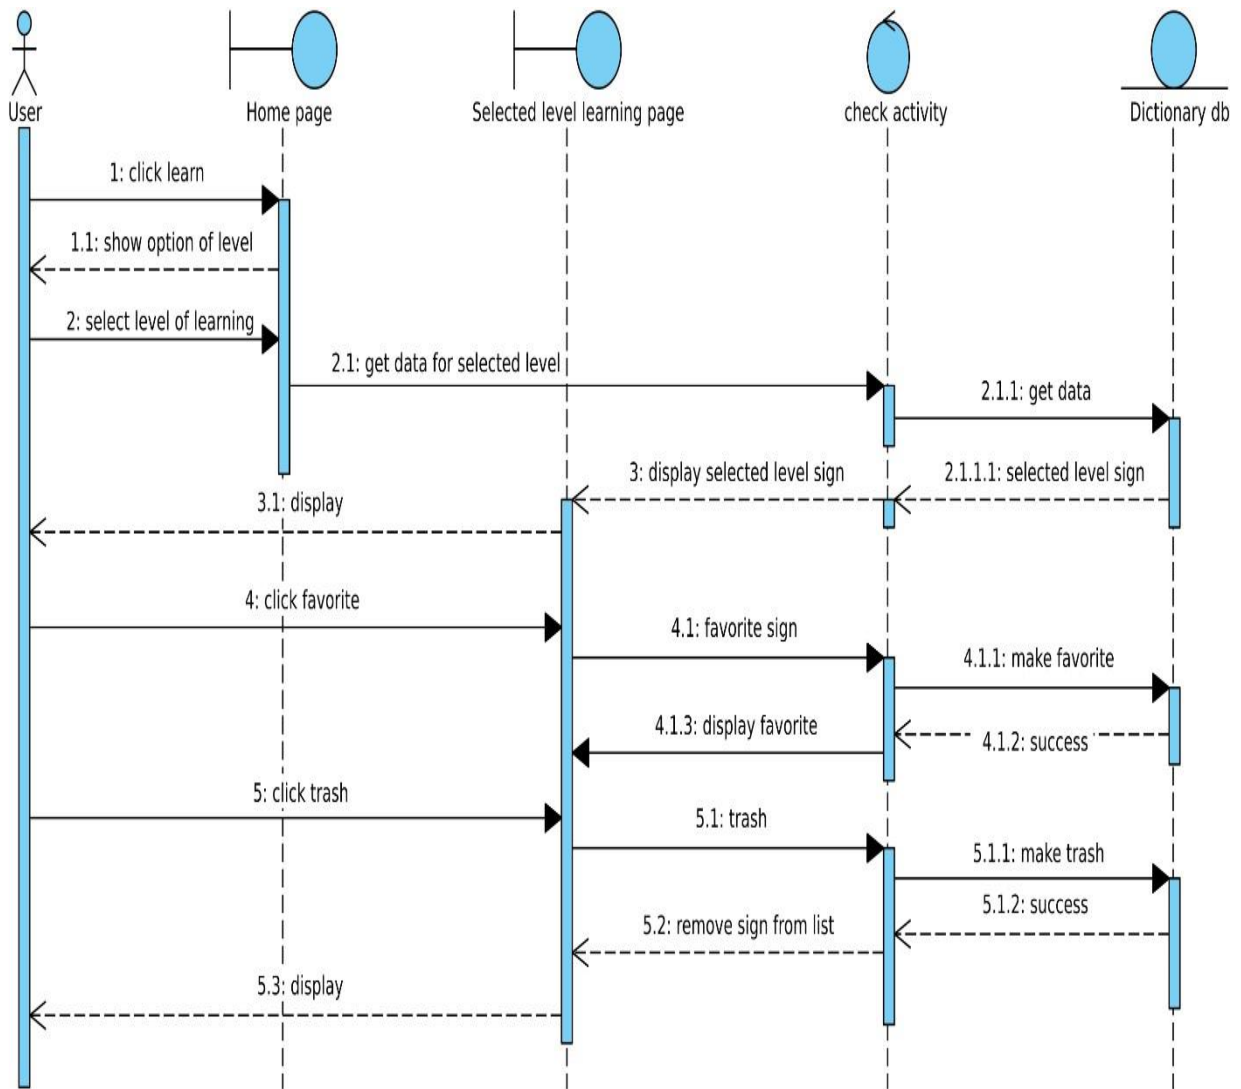 User
Home page
Selected level learning page
check activity
Dictionary db
1: click learn
1.1: show option of level
2: select level of learning
2.1: get data for selected level
2.1.1: get data
3: display selected level sign
2.1.1.1: selected level sign
3.1: display
4: click favorite
4.1: favorite sign
4.1.1: make favorite
4.1.3: display favorite
4.1.2: success
5: click trash
5.1: trash
5.1.1: make trash
5.1.2: success
5.2: remove sign from list
5.3: display